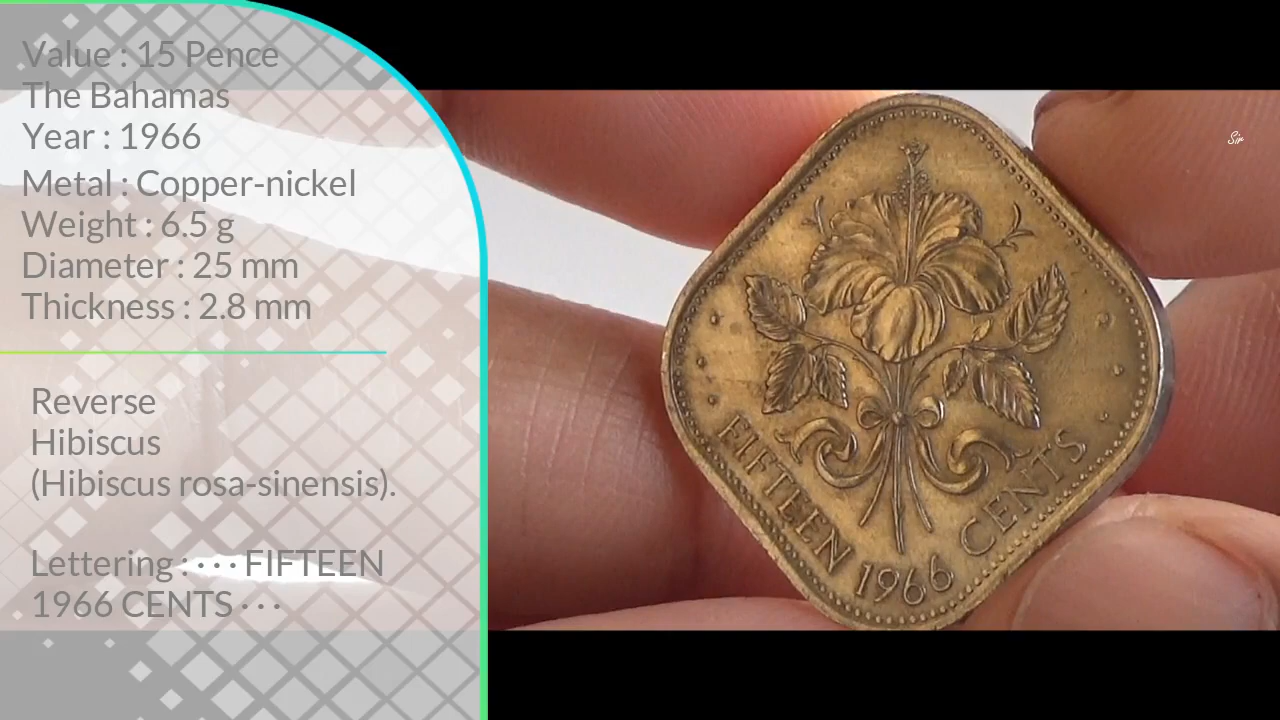 Value : 15 Pence
The Bahamas
Year : 1966
Metal : Copper-nickel
Weight : 6.5 g
Diameter : 25 mm
Thickness : 2.8 mm
Reverse
Hibiscus
(Hibiscus rosa-sinensis).
Lettering : · · · FIFTEEN
1966 CENTS · · ·
FIFTEEN 1966 CENTS
Sir